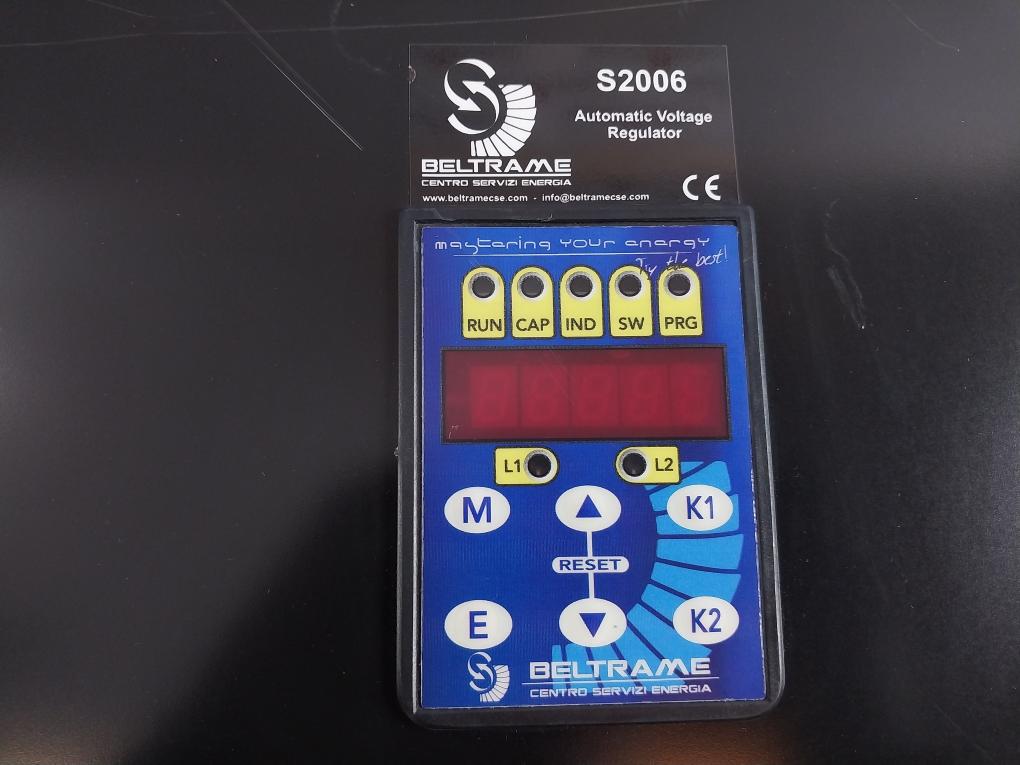 S2006
Automatic Voltage
Regulator
BELTRAME
CENTRO SERVIZI ENERGIA
www.beltramecse.com - info@beltramecse.com
CE
mastering your energy
Try the best!
RUN CAP IND SW PRG
L1 L2
M K1
RESET
E K2
BELTRAME
CENTRO SERVIZI ENERGIA